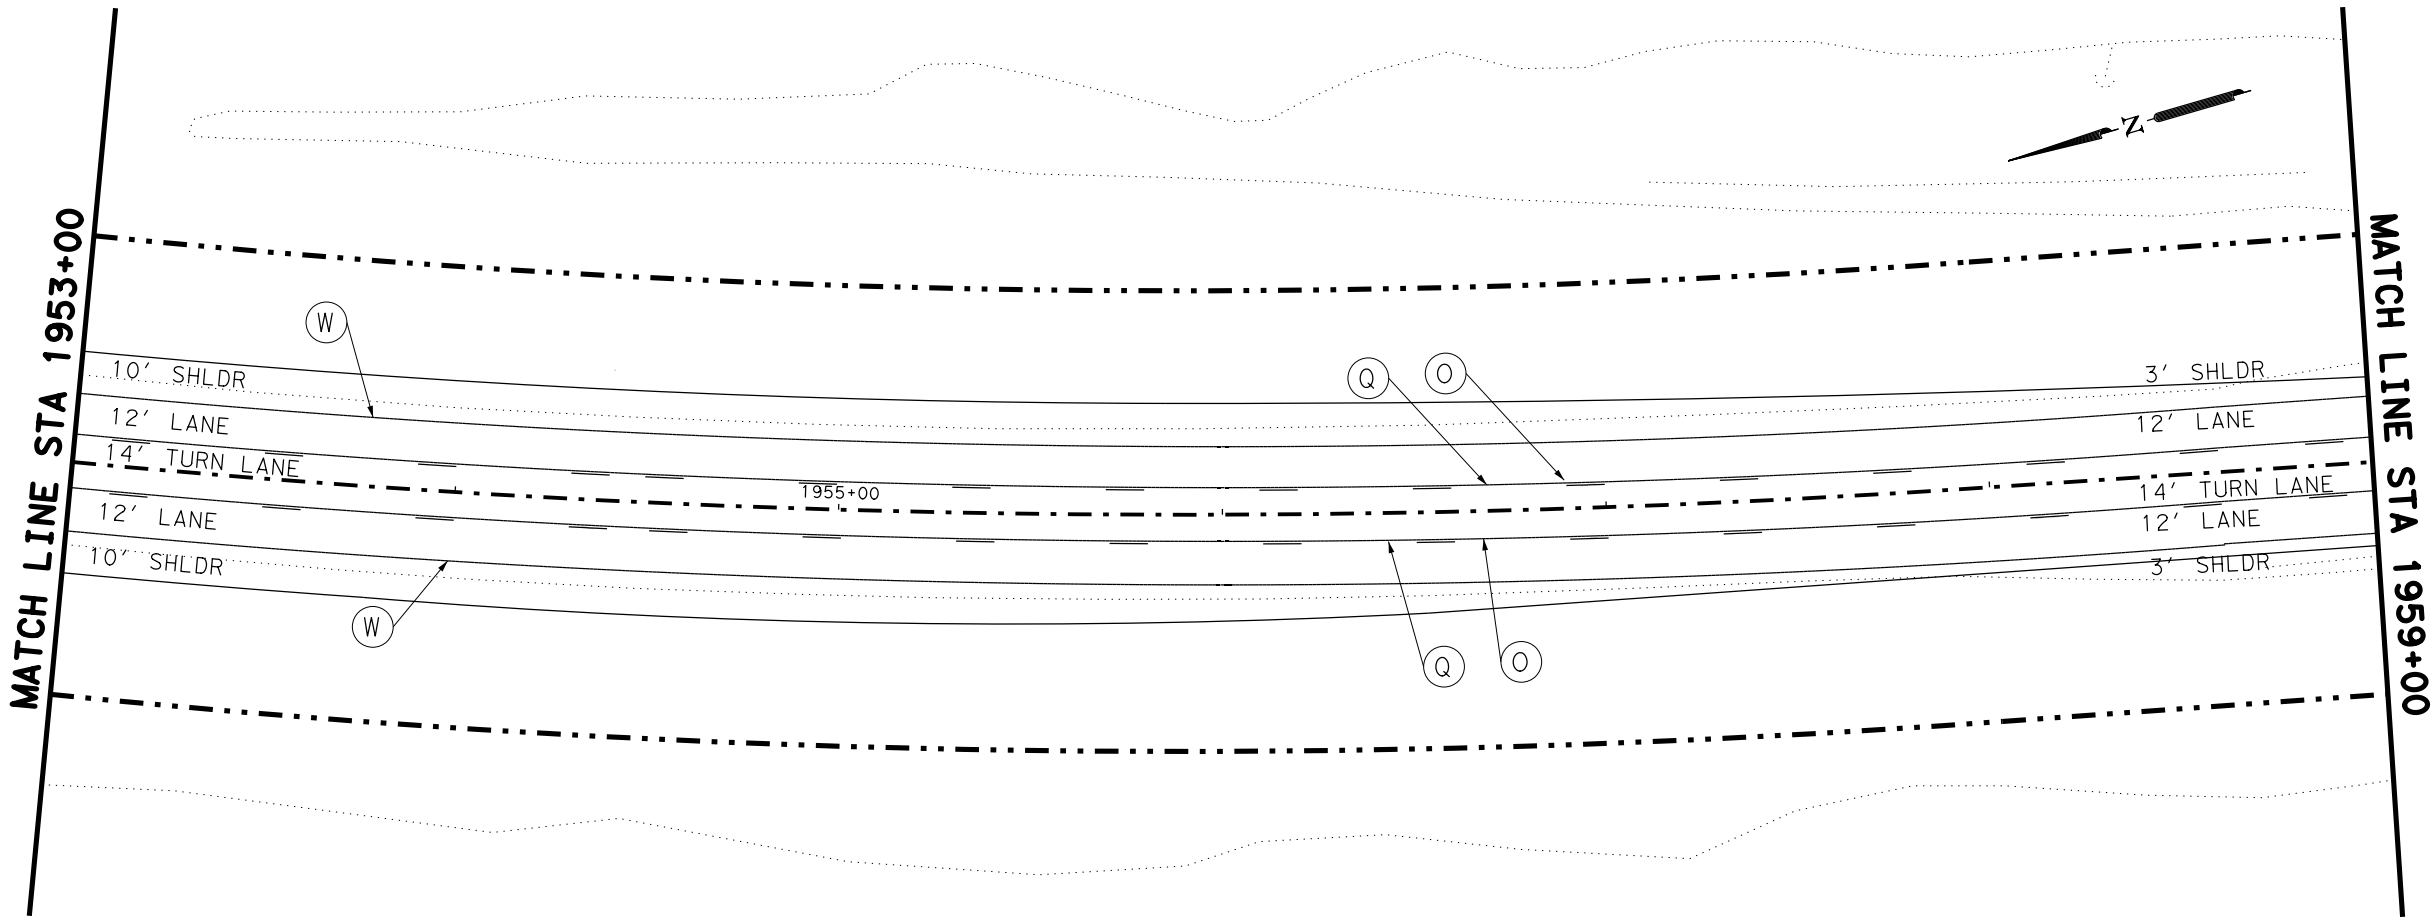 MATCH LINE STA 1953+00
N
W
10' SHLDR
12' LANE
14' TURN LANE
12' LANE
10' SHLDR
W
1955+00
Q
O
Q
O
3' SHLDR
12' LANE
14' TURN LANE
12' LANE
3' SHLDR
MATCH LINE STA 1959+00